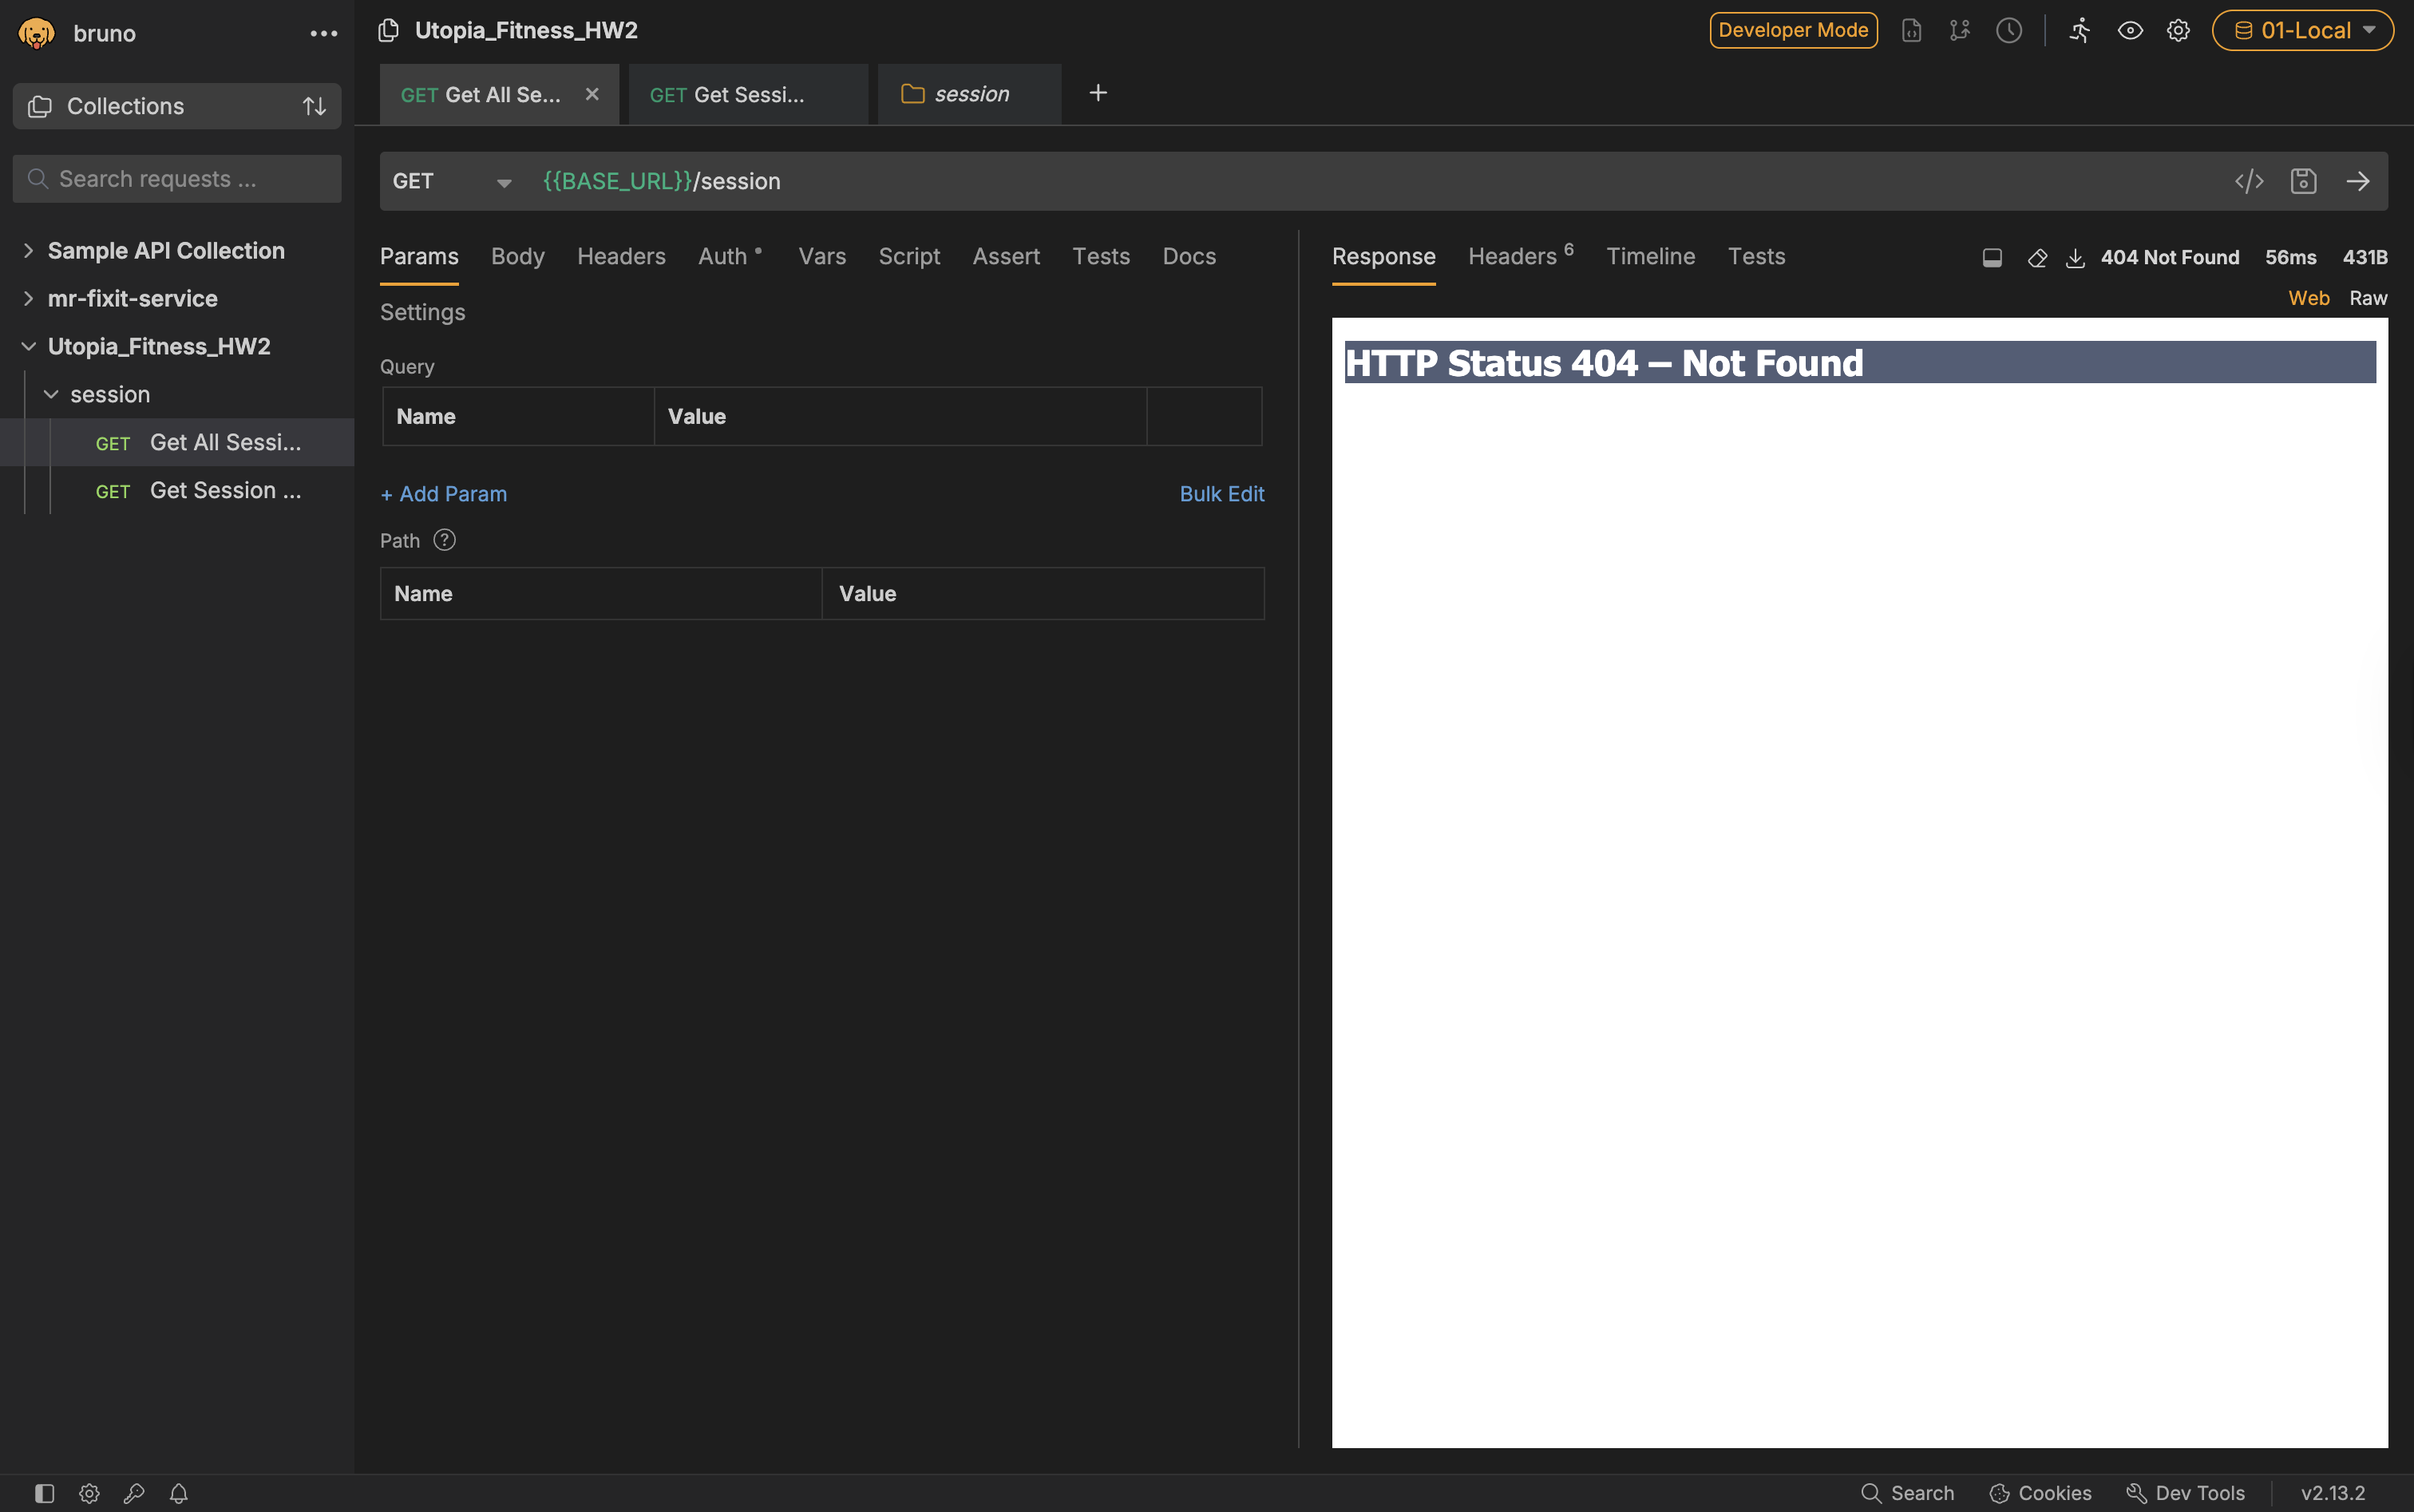 bruno
Collections
Search requests ...
Sample API Collection
mr-fixit-service
Utopia_Fitness_HW2
session
GET Get All Sessi...
GET Get Session ...
Utopia_Fitness_HW2
Developer Mode
01-Local
GET Get All Se...
GET Get Sessi...
session
GET
{{BASE_URL}}/session
Params Body Headers Auth Vars Script Assert Tests Docs
Settings
Query
Name Value
+ Add Param
Bulk Edit
Path
Name Value
Response Headers 6 Timeline Tests
404 Not Found 56ms 431B
Web Raw
HTTP Status 404 – Not Found
Search Cookies Dev Tools v2.13.2